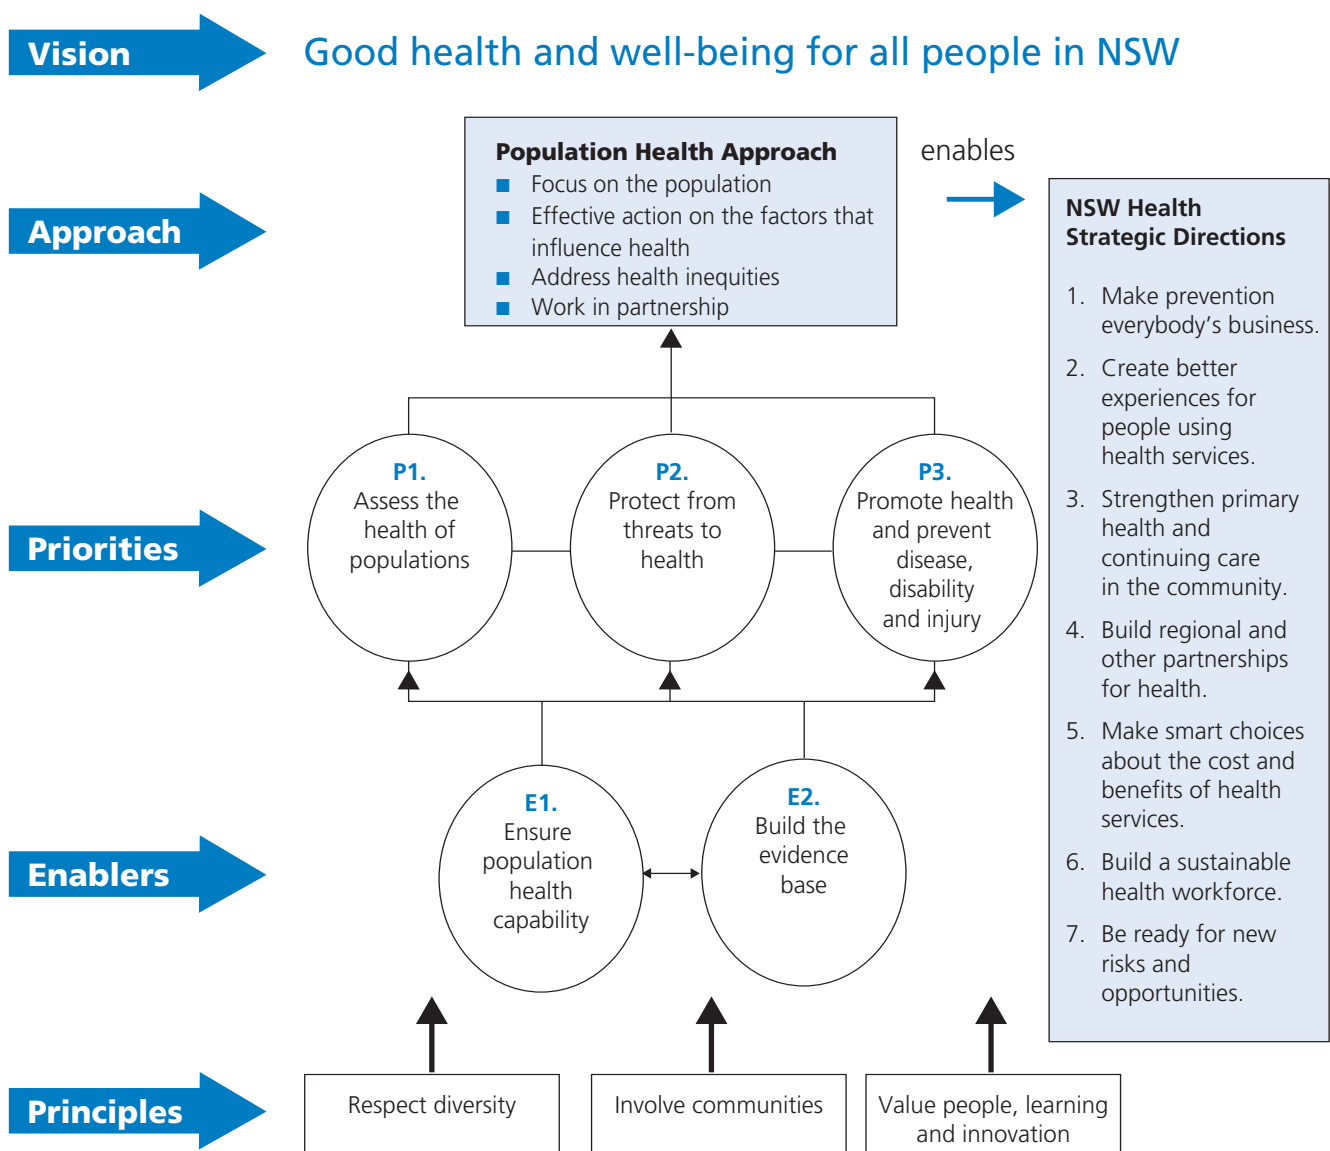 Vision
Good health and well-being for all people in NSW
Approach
Population Health Approach
■ Focus on the population
■ Effective action on the factors that
influence health
■ Address health inequities
■ Work in partnership
enables
NSW Health
Strategic Directions
1. Make prevention
everybody's business.
2. Create better
experiences for
people using
health services.
3. Strengthen primary
health and
continuing care
in the community.
4. Build regional and
other partnerships
for health.
5. Make smart choices
about the cost and
benefits of health
services.
6. Build a sustainable
health workforce.
7. Be ready for new
risks and
opportunities.
Priorities
P1.
Assess the
health of
populations
P2.
Protect from
threats to
health
P3.
Promote health
and prevent
disease,
disability
and injury
Enablers
E1.
Ensure
population
health
capability
E2.
Build the
evidence
base
Principles
Respect diversity
Involve communities
Value people, learning
and innovation